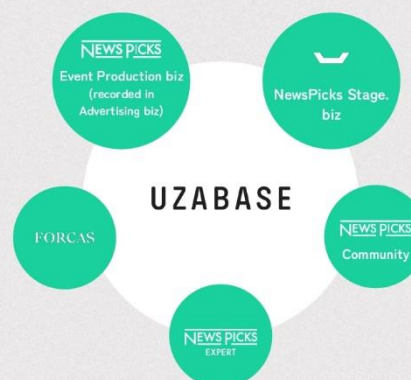 NEWS PICKS
Event Production biz
(recorded in
Advertising biz)
NewsPicks Stage.
biz
UZABASE
FORCAS
NEWS PICKS
Community
NEWS PICKS
EXPERT